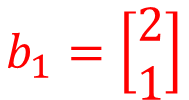 b₁ = [2
1]